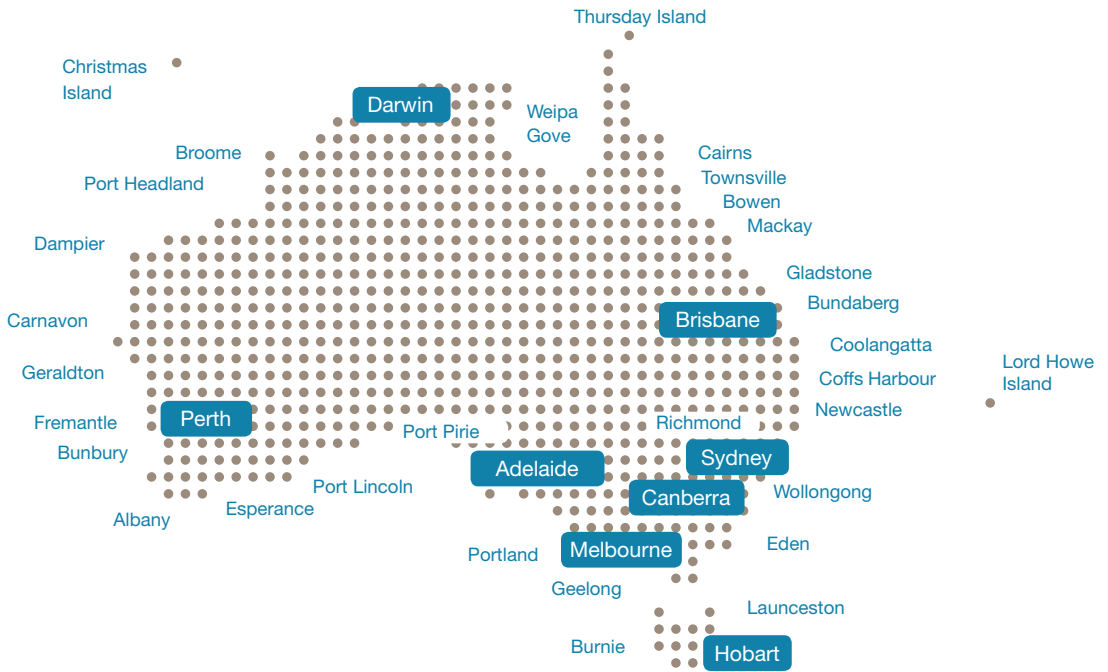 Thursday Island
Christmas
Island
Darwin
Weipa
Gove
Broome
Cairns
Port Headland
Townsville
Bowen
Mackay
Dampier
Gladstone
Bundaberg
Carnavon
Brisbane
Coolangatta
Lord Howe
Island
Geraldton
Coffs Harbour
Newcastle
Fremantle
Perth
Port Pirie
Richmond
Bunbury
Adelaide
Sydney
Port Lincoln
Canberra
Wollongong
Esperance
Albany
Portland
Melbourne
Eden
Geelong
Launceston
Burnie
Hobart